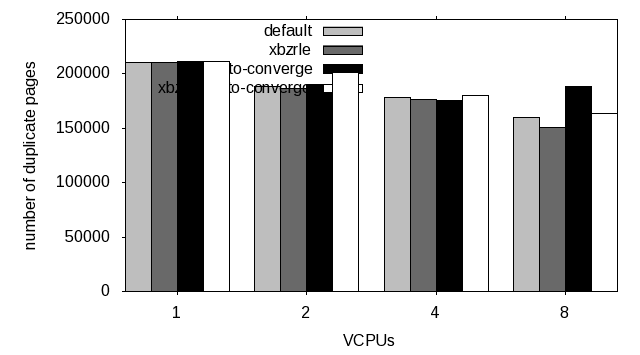 250000
200000
150000
100000
50000
0
number of duplicate pages
default
xbzrle
to-converge
xbz to-converge
1
2
4
8
VCPUs